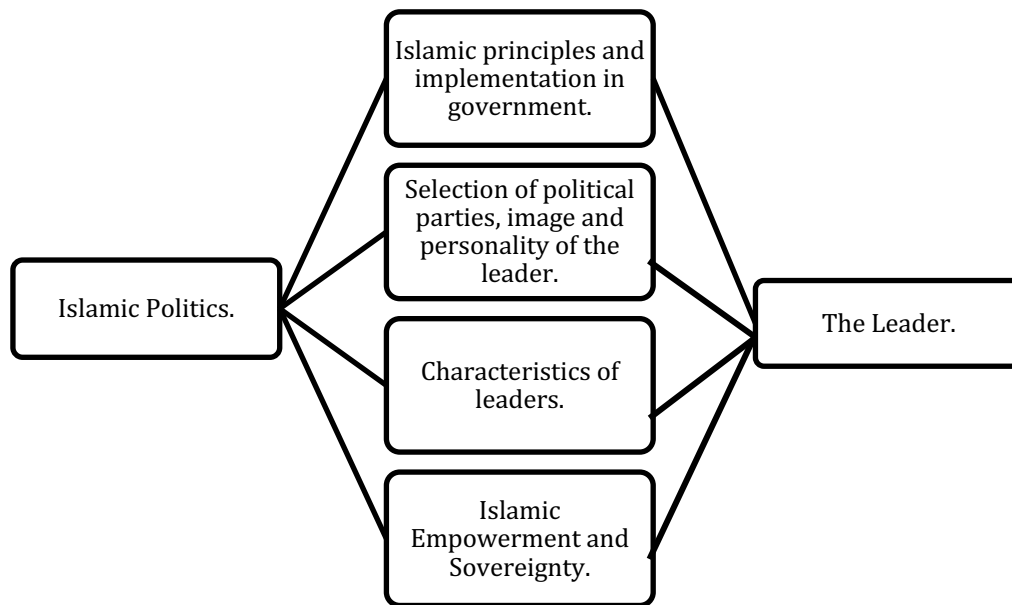 Islamic Politics.
Islamic principles and
implementation in
government.
Selection of political
parties, image and
personality of the
leader.
Characteristics of
leaders.
Islamic
Empowerment and
Sovereignty.
The Leader.